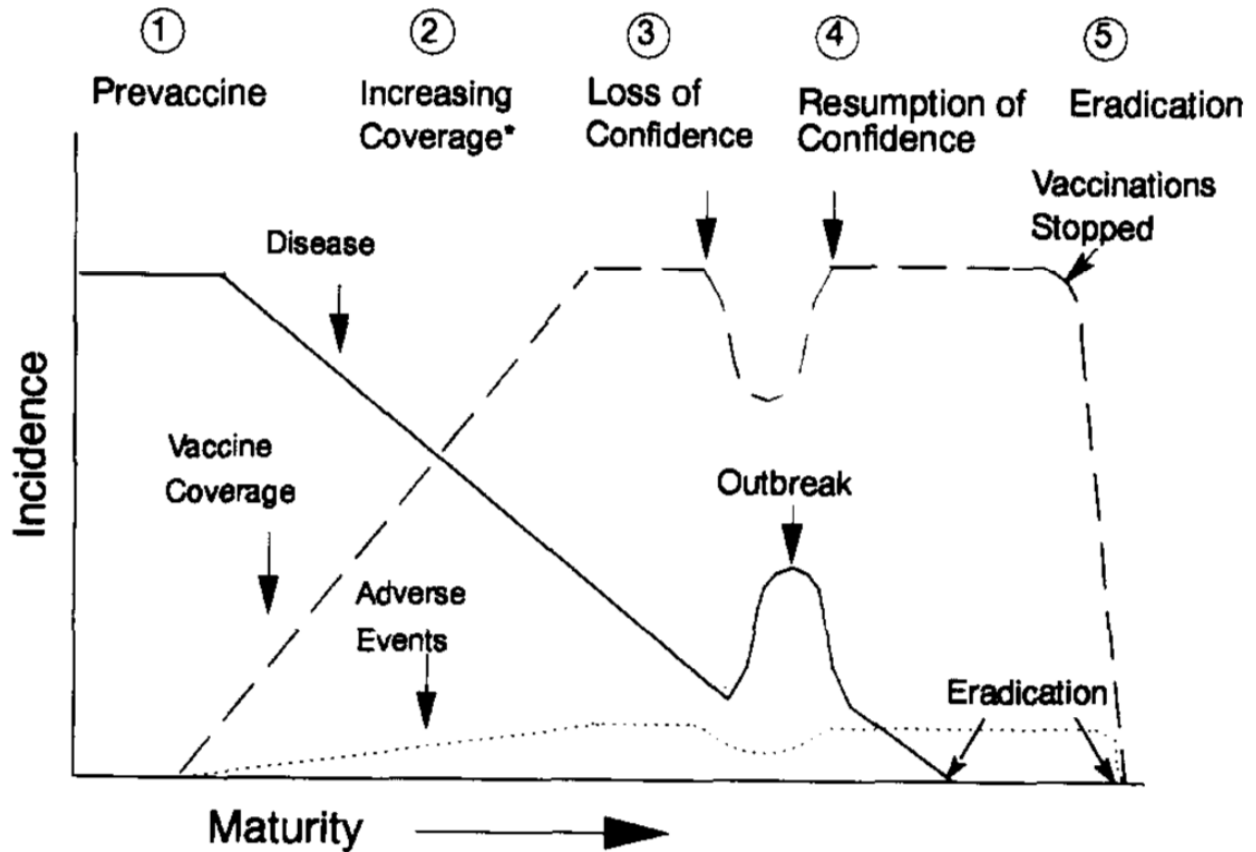 1
2
3
4
5
Prevaccine
Increasing
Coverage*
Loss of
Confidence
Resumption of
Confidence
Eradication
Vaccinations
Stopped
Disease
Vaccine
Coverage
Adverse
Events
Outbreak
Eradication
Incidence
Maturity